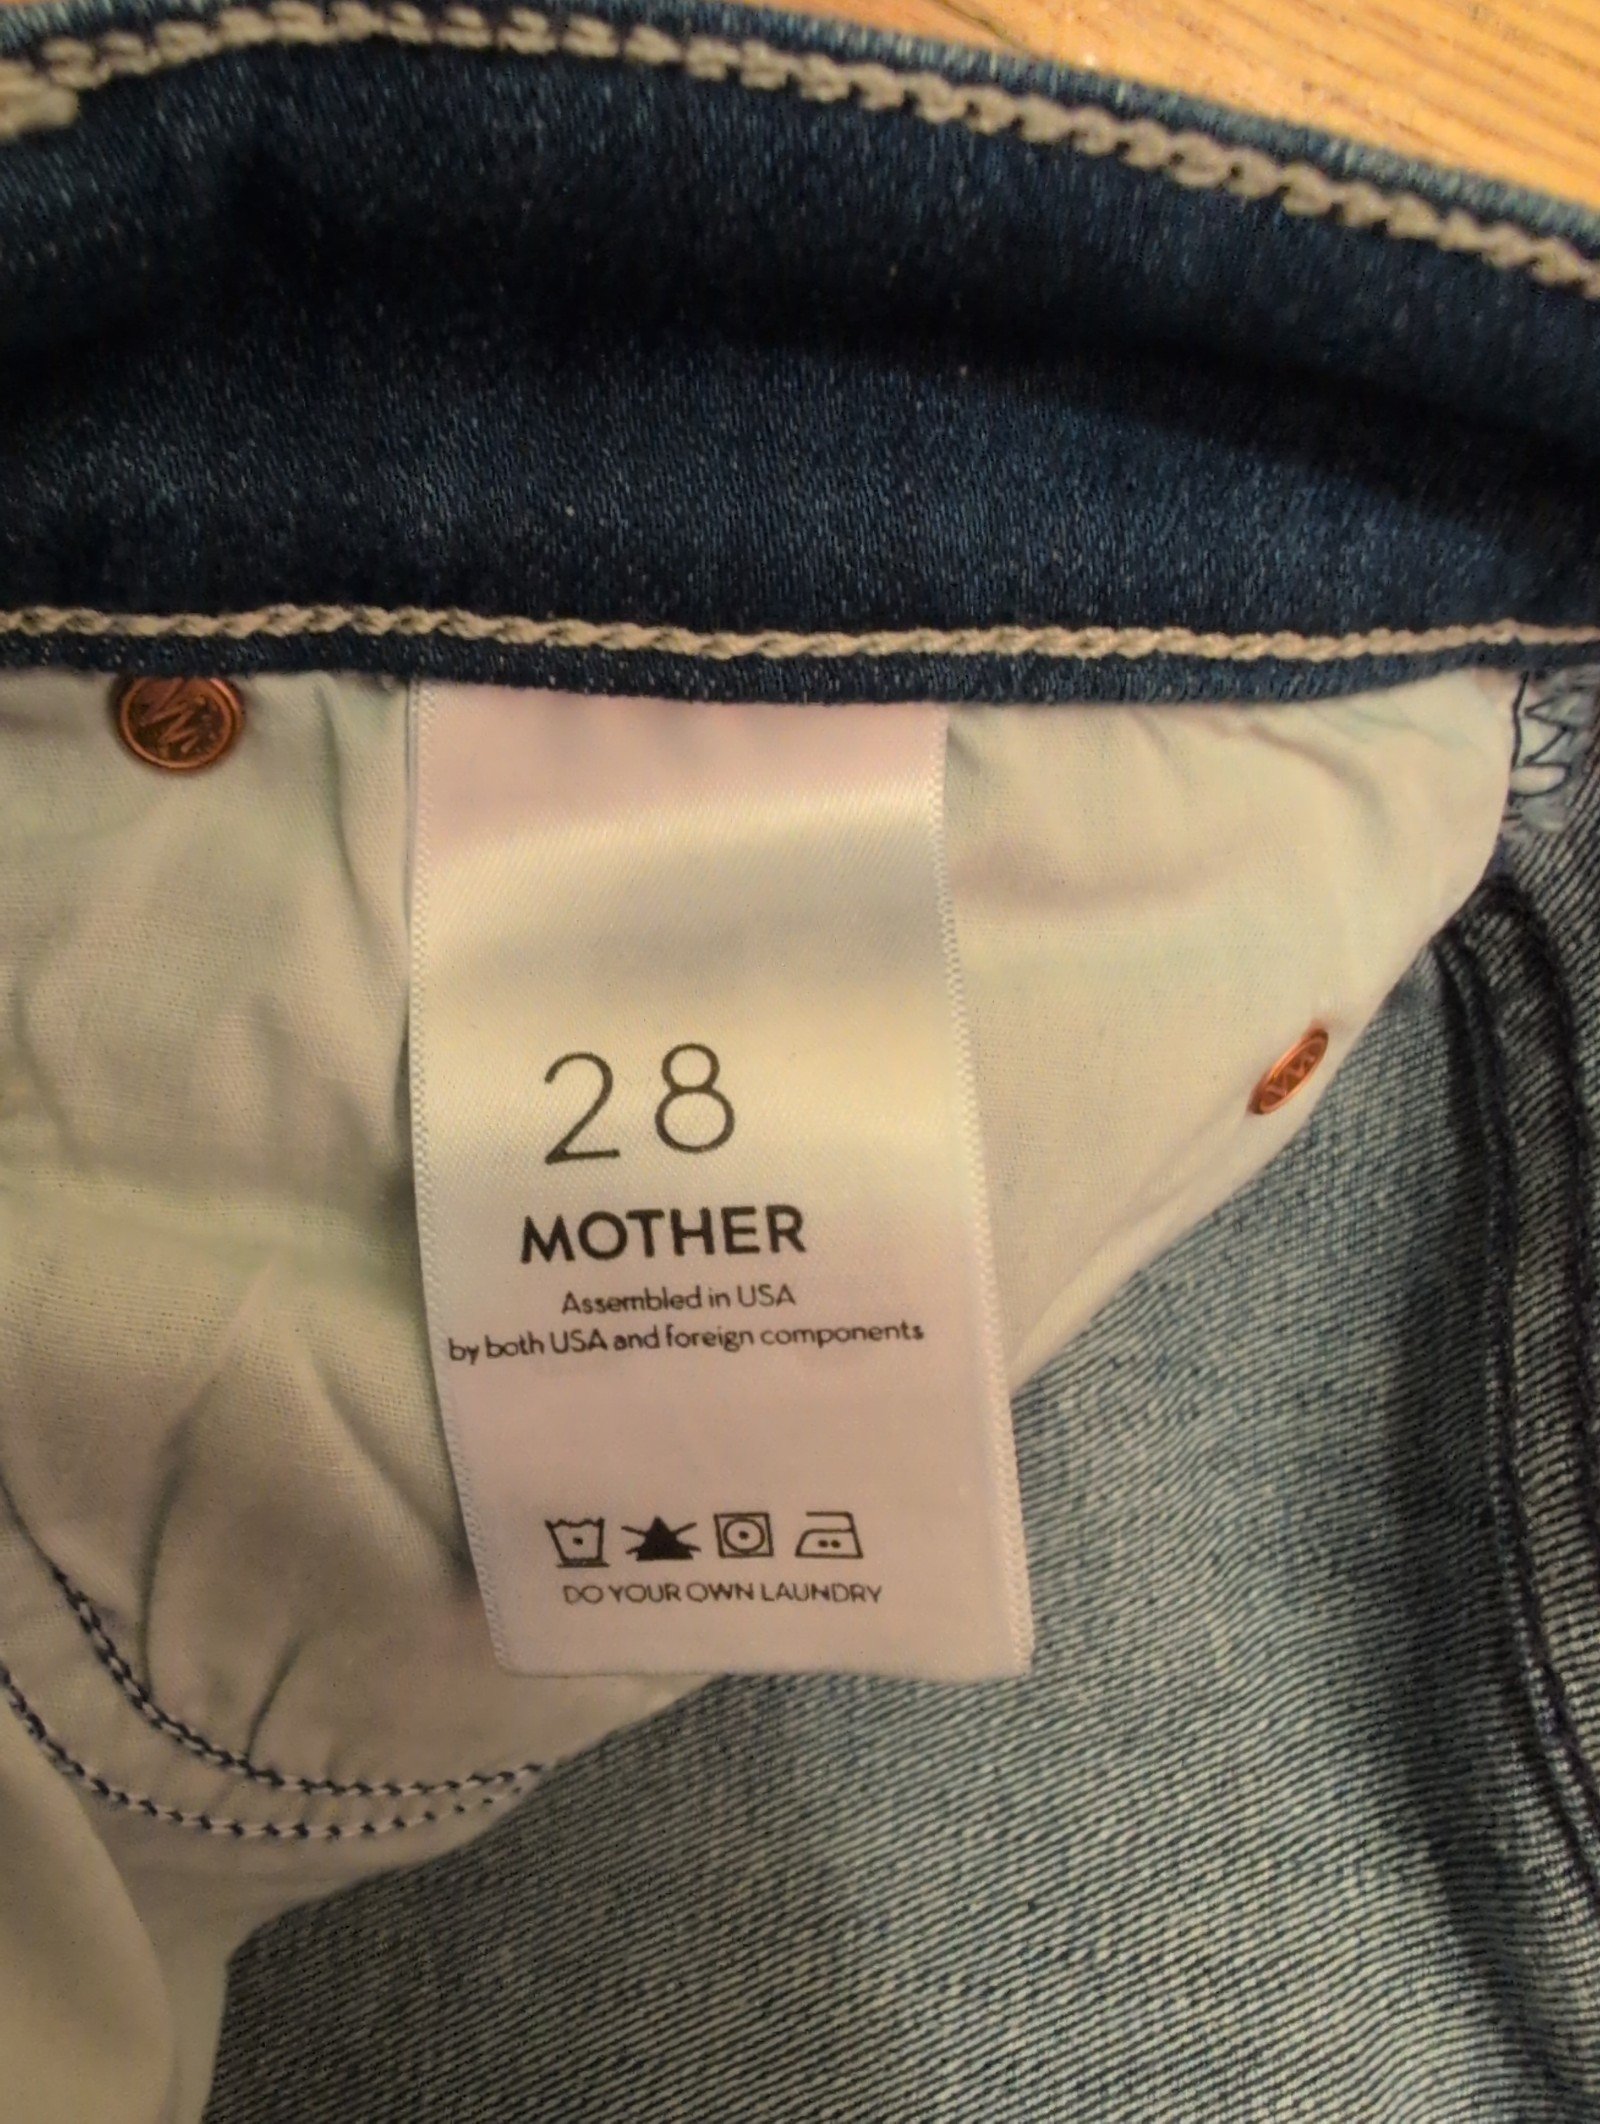 28
MOTHER
Assembled in USA
by both USA and foreign components
DO YOUR OWN LAUNDRY